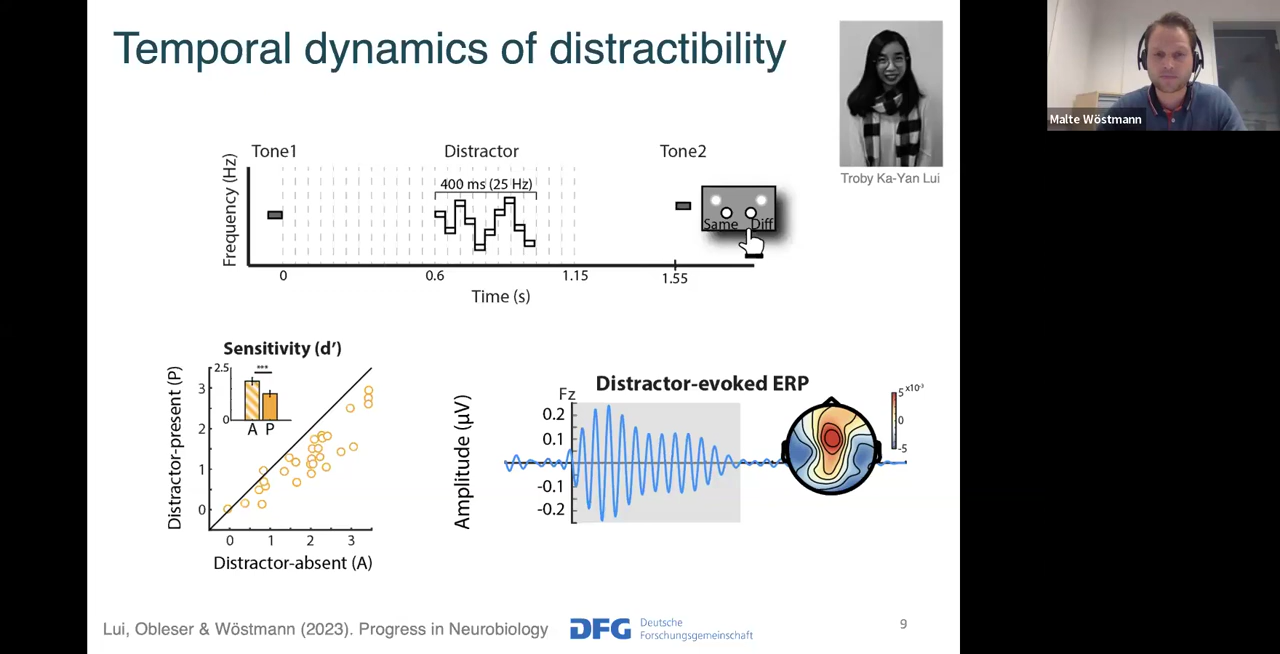 Temporal dynamics of distractibility
Malte Wöstmann
Troby Ka-Yan Lui
Tone1
Distractor
Tone2
Frequency (Hz)
400 ms (25 Hz)
Same
Diff
0
0.6
1.15
1.55
Time (s)
Sensitivity (d')
Distractor-present (P)
3
2
1
0
2.5
0
***
A P
0 1 2 3
Distractor-absent (A)
Distractor-evoked ERP
Fz
Amplitude (µV)
0.2
0.1
-0.1
-0.2
5 x10⁻³
0
-5
Lui, Obleser & Wöstmann (2023). Progress in Neurobiology
DFG
Deutsche
Forschungsgemeinschaft
9